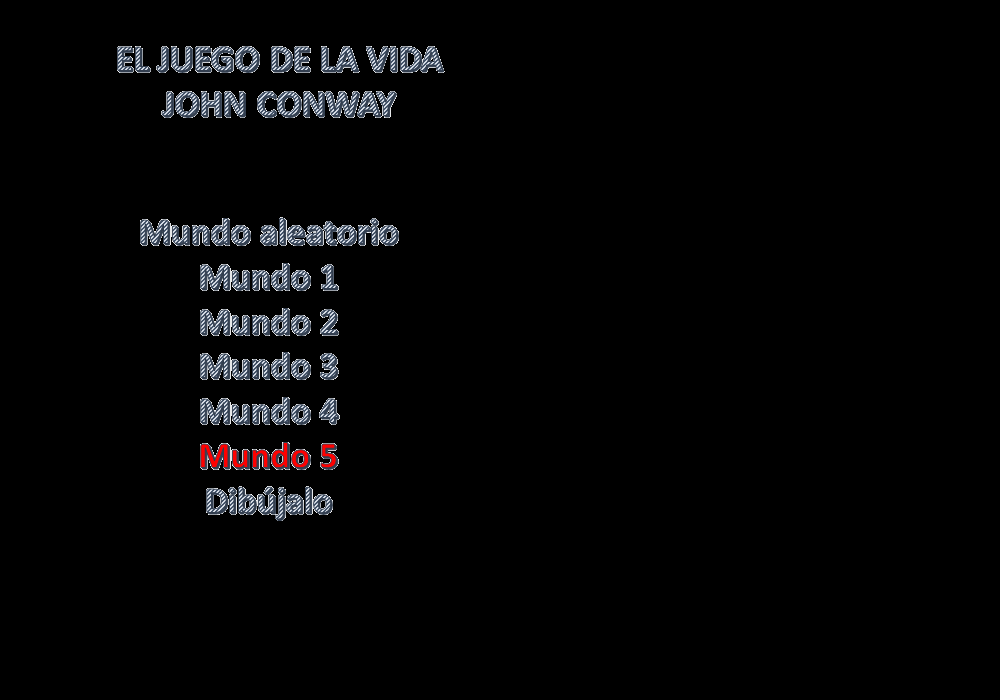 EL JUEGO DE LA VIDA
JOHN CONWAY
Mundo aleatorio
Mundo 1
Mundo 2
Mundo 3
Mundo 4
Mundo 5
Dibújalo